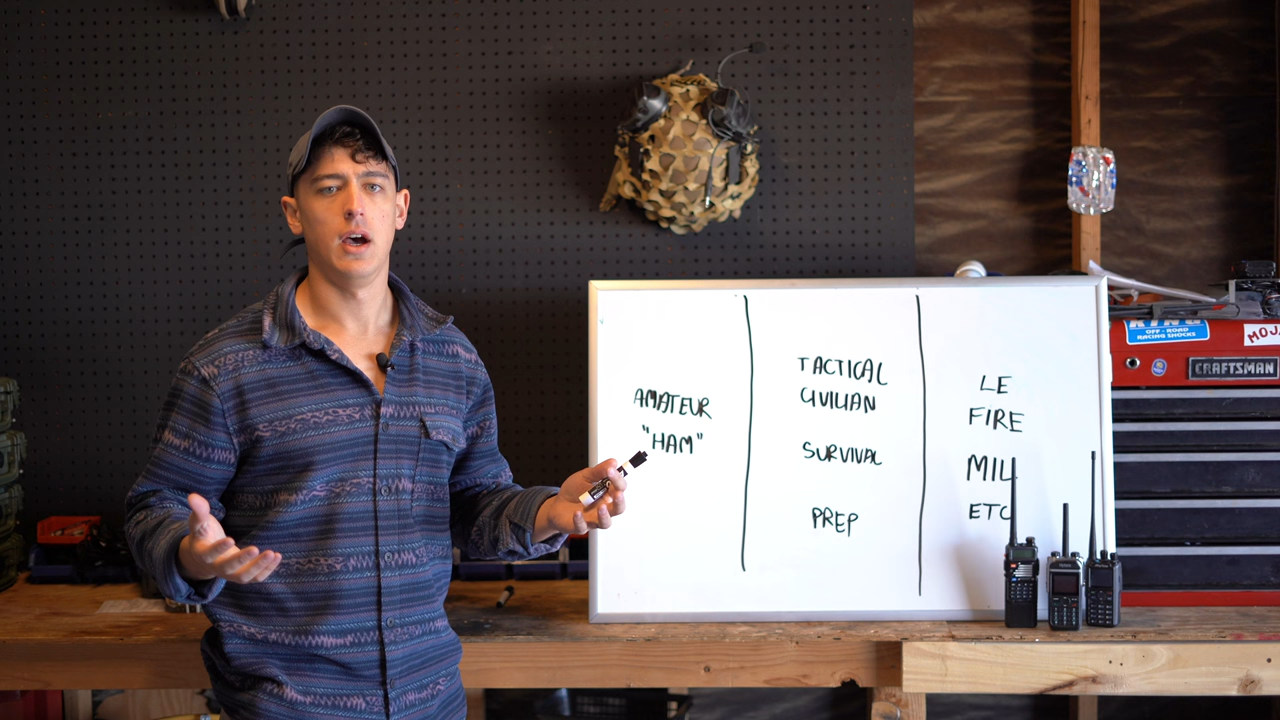 AMATEUR
"HAM"
TACTICAL
CIVILIAN
SURVIVAL
PREP
LE
FIRE
MIL
ETC
KING
OFF-ROAD
RACING SHOCKS
CRAFTSMAN